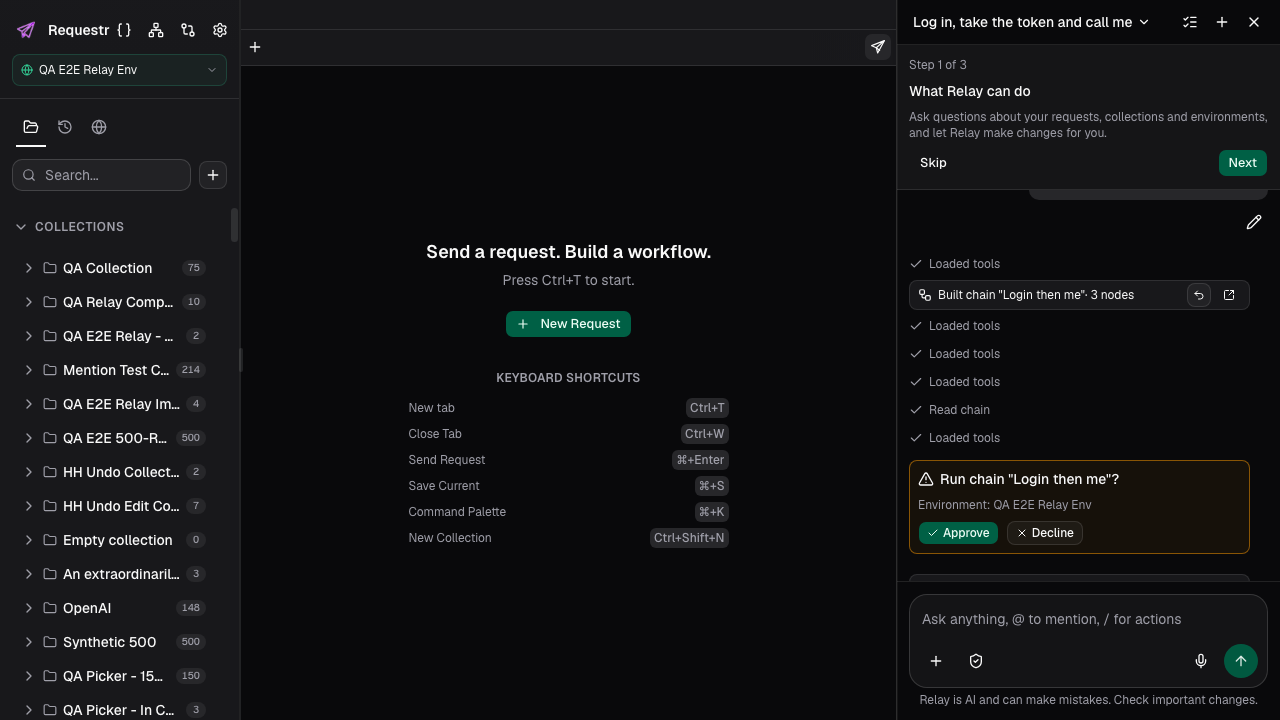 Requestr
QA E2E Relay Env
Search...
COLLECTIONS
QA Collection 75
QA Relay Comp... 10
QA E2E Relay - ... 2
Mention Test C... 214
QA E2E Relay Im... 4
QA E2E 500-R... 500
HH Undo Collect... 2
HH Undo Edit Co... 7
Empty collection 0
An extraordinaril... 3
OpenAI 148
Synthetic 500 500
QA Picker - 15... 150
QA Picker - In C... 3
Send a request. Build a workflow.
Press Ctrl+T to start.
New Request
KEYBOARD SHORTCUTS
New tab Ctrl+T
Close Tab Ctrl+W
Send Request ⌘+Enter
Save Current ⌘+S
Command Palette ⌘+K
New Collection Ctrl+Shift+N
Log in, take the token and call me
Step 1 of 3
What Relay can do
Ask questions about your requests, collections and environments,
and let Relay make changes for you.
Skip Next
Loaded tools
Built chain "Login then me"· 3 nodes
Loaded tools
Loaded tools
Loaded tools
Read chain
Loaded tools
Run chain "Login then me"?
Environment: QA E2E Relay Env
Approve Decline
Ask anything, @ to mention, / for actions
Relay is AI and can make mistakes. Check important changes.